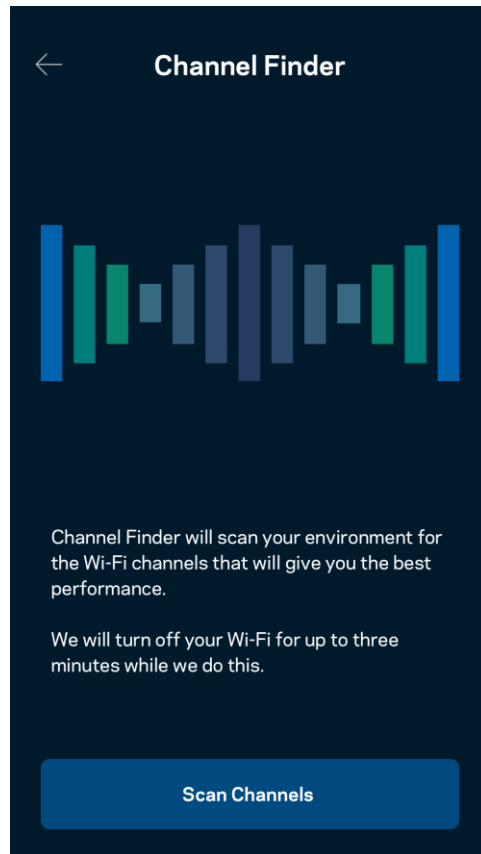 Channel Finder
Channel Finder will scan your environment for
the Wi-Fi channels that will give you the best
performance.
We will turn off your Wi-Fi for up to three
minutes while we do this.
Scan Channels